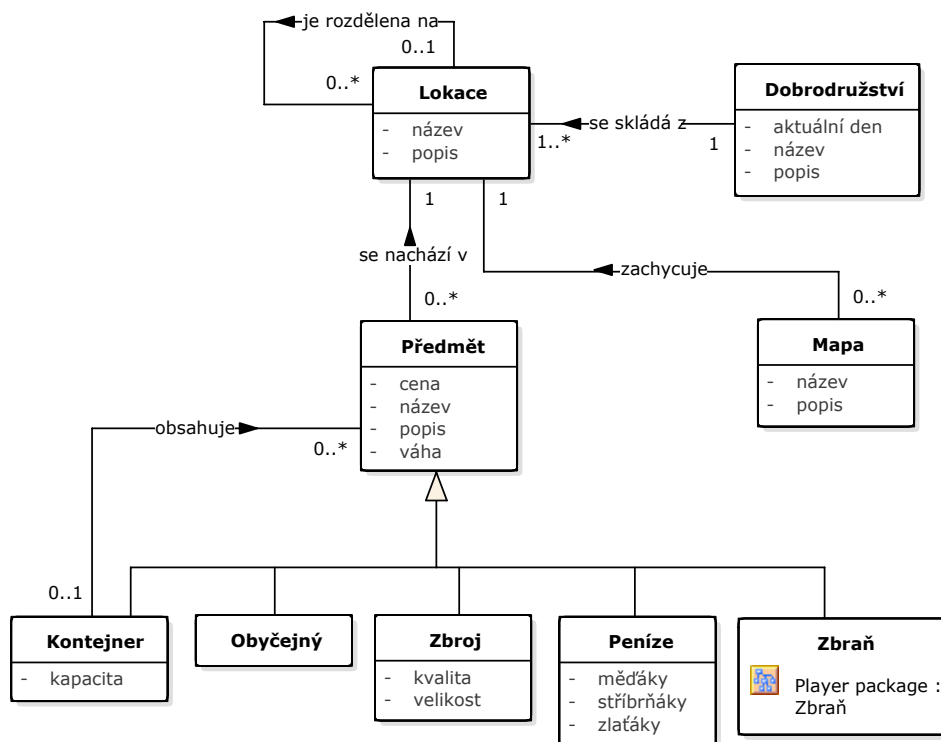 je rozdělena na
0..1
0..*
Lokace
- název
- popis
se skládá z
1..*
1
Dobrodružství
- aktuální den
- název
- popis
1
1
se nachází v
zachycuje
0..*
0..*
Předmět
- cena
- název
- popis
- váha
Mapa
- název
- popis
obsahuje
0..*
0..1
Kontejner
- kapacita
Obyčejný
Zbroj
- kvalita
- velikost
Peníze
- měďáky
- stříbrňáky
- zlaťáky
Zbraň
Player package :
Zbraň